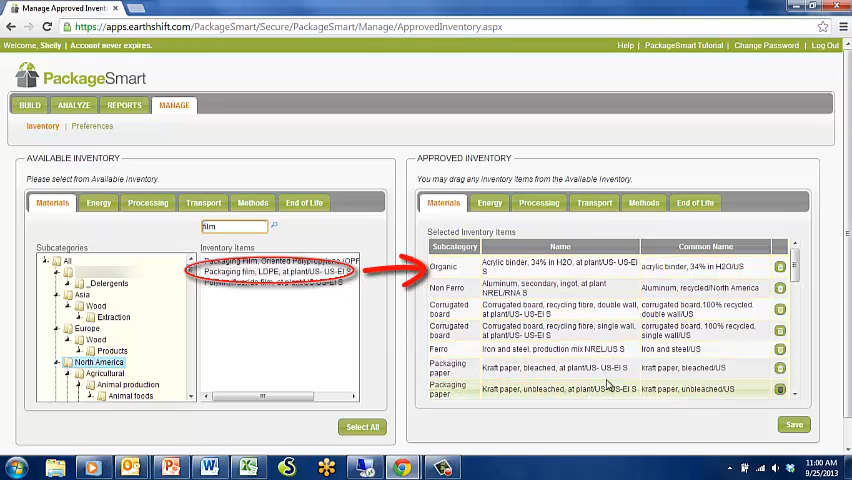 Manage Approved Invent
https://apps.earthshift.com/PackageSmart/Secure/PackageSmart/Manage/ApprovedInventory.aspx
Welcome, Shelly | Account never expires.
Help | PackageSmart Tutorial | Change Password | Log Out
PackageSmart
BUILD ANALYZE REPORTS MANAGE
Inventory | Preferences
AVAILABLE INVENTORY
Please select from Available Inventory.
Materials Energy Processing Transport Methods End of Life
film
Subcategories
All
_Detergents
Asia
Wood
Extraction
Europe
Wood
Products
North America
Agricultural
Animal production
Animal foods
Inventory Items
Packaging Film, Oriented Polypropylene (OPP
Packaging film, LDPE, at plant/US- US-EI S
film, at plant/US- US-EI S
Select All
APPROVED INVENTORY
You may drag any Inventory Items from the Available Inventory.
Materials Energy Processing Transport Methods End of Life
Selected Inventory Items
Subcategory Name Common Name
Organic Acrylic binder, 34% in H2O, at plant/US-US-EI S acrylic binder, 34% in H2O/US
Non Ferro Aluminum, secondary, ingot, at plant NREL/RNA S Aluminum, recycled/North America
Corrugated board Corrugated board, recycling fibre, double wall, at plant/US- US-EI S corrugated board,100% recycled, double wall/US
Corrugated board Corrugated board, recycling fibre, single wall, at plant/US- US-EI S corrugated board, 100% recycled, single wall/US
Ferro Iron and steel, production mix NREL/US S Iron and steel/US
Packaging paper Kraft paper, bleached, at plant/US- US-EI S kraft paper, bleached/US
Packaging paper Kraft paper, unbleached, at plant/US-US-EI S kraft paper, unbleached/US
Save
11:00 AM
9/25/2013